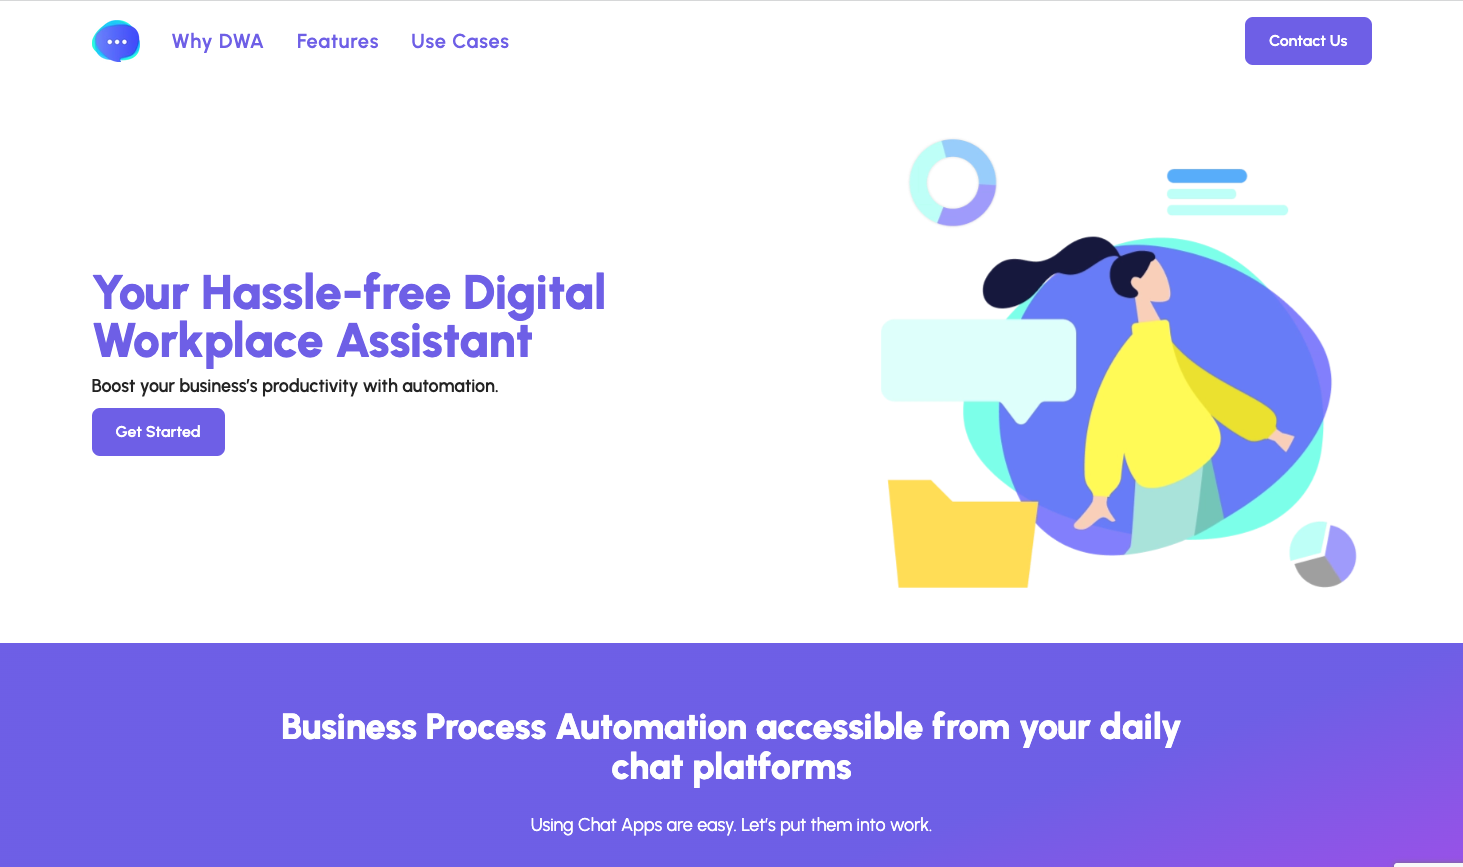 Why DWA
Features
Use Cases
Contact Us
Your Hassle-free Digital
Workplace Assistant
Boost your business’s productivity with automation.
Get Started
Business Process Automation accessible from your daily
chat platforms
Using Chat Apps are easy. Let’s put them into work.